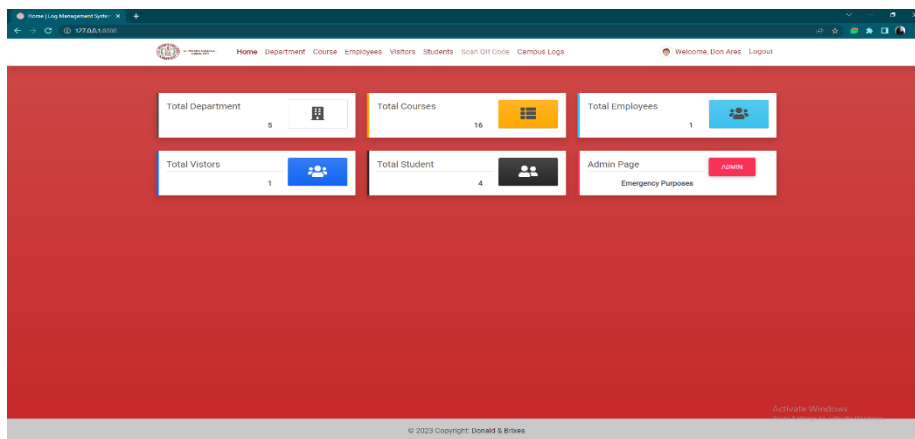 Home | Log Management System
127.0.0.1:8000
Home Department Course Employees Visitors Students Scan QR Code Campus Logs
Welcome, Don Ares Logout
Total Department
5
Total Courses
16
Total Employees
1
Total Vistors
1
Total Student
4
Admin Page
ADMIN
Emergency Purposes
Activate Windows
© 2023 Copyright: Donald & Brixes